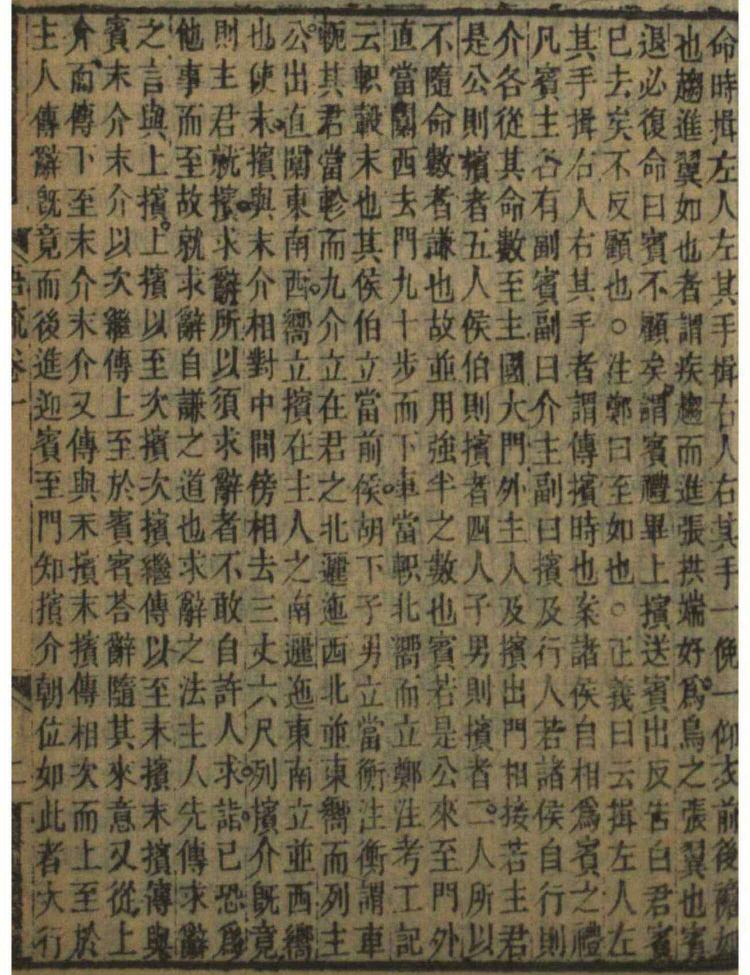 命時揖左人左其手揖右人右其手一俛一仰衣前後襜如
也趨進翼如也者謂疾趨而進張拱端好為鳥之張翼也賓
退必復命曰賓不顧矣謂賓禮畢上擯送賓出反告白君賓
已去矣不反顧也○注鄭曰至如也○正義曰云揖左人左
其手揖右人右其手者謂傳擯時也案諸侯自相為賓之禮
凡賓主各有副賓副曰介主副曰擯及行人若諸侯自行則
介各從其命數至主國大門外主人及擯出門相接若主君
是公則擯者五人侯伯則擯者四人子男則擯者三人所以
不隨命數者謙也故並用強半之數也賓若是公來至門外
直當闑西去門九十步而下車當軹北嚮而立鄭注考工記
云軹轂末也其侯伯立當前侯胡下子男立當衡注衡謂車
軛其君當軫而九介立在君之北邐迤西北並東嚮而列主
公出直闑東南西嚮立擯在主人之南邐迤東南立並西嚮
也使末擯與末介相對中間傍相去三丈六尺列擯介既竟
則主君就擯求辭所以須求辭者不敢自許人求詣已恐為
他事而至故就求辭自謙之道也求辭之法主人先傳求辭
之言與上擯上擯以至次擯次擯繼傳以至末擯末擯傳與
賓末介末介以次繼傳上至於賓賓荅辭隨其來意又從上
介而傳下至末介末介又傳與末擯末擯傳相次而上至於
主人傳辭既竟而後進迎賓至門知擯介朝位如此者大行
語疏卷十
二